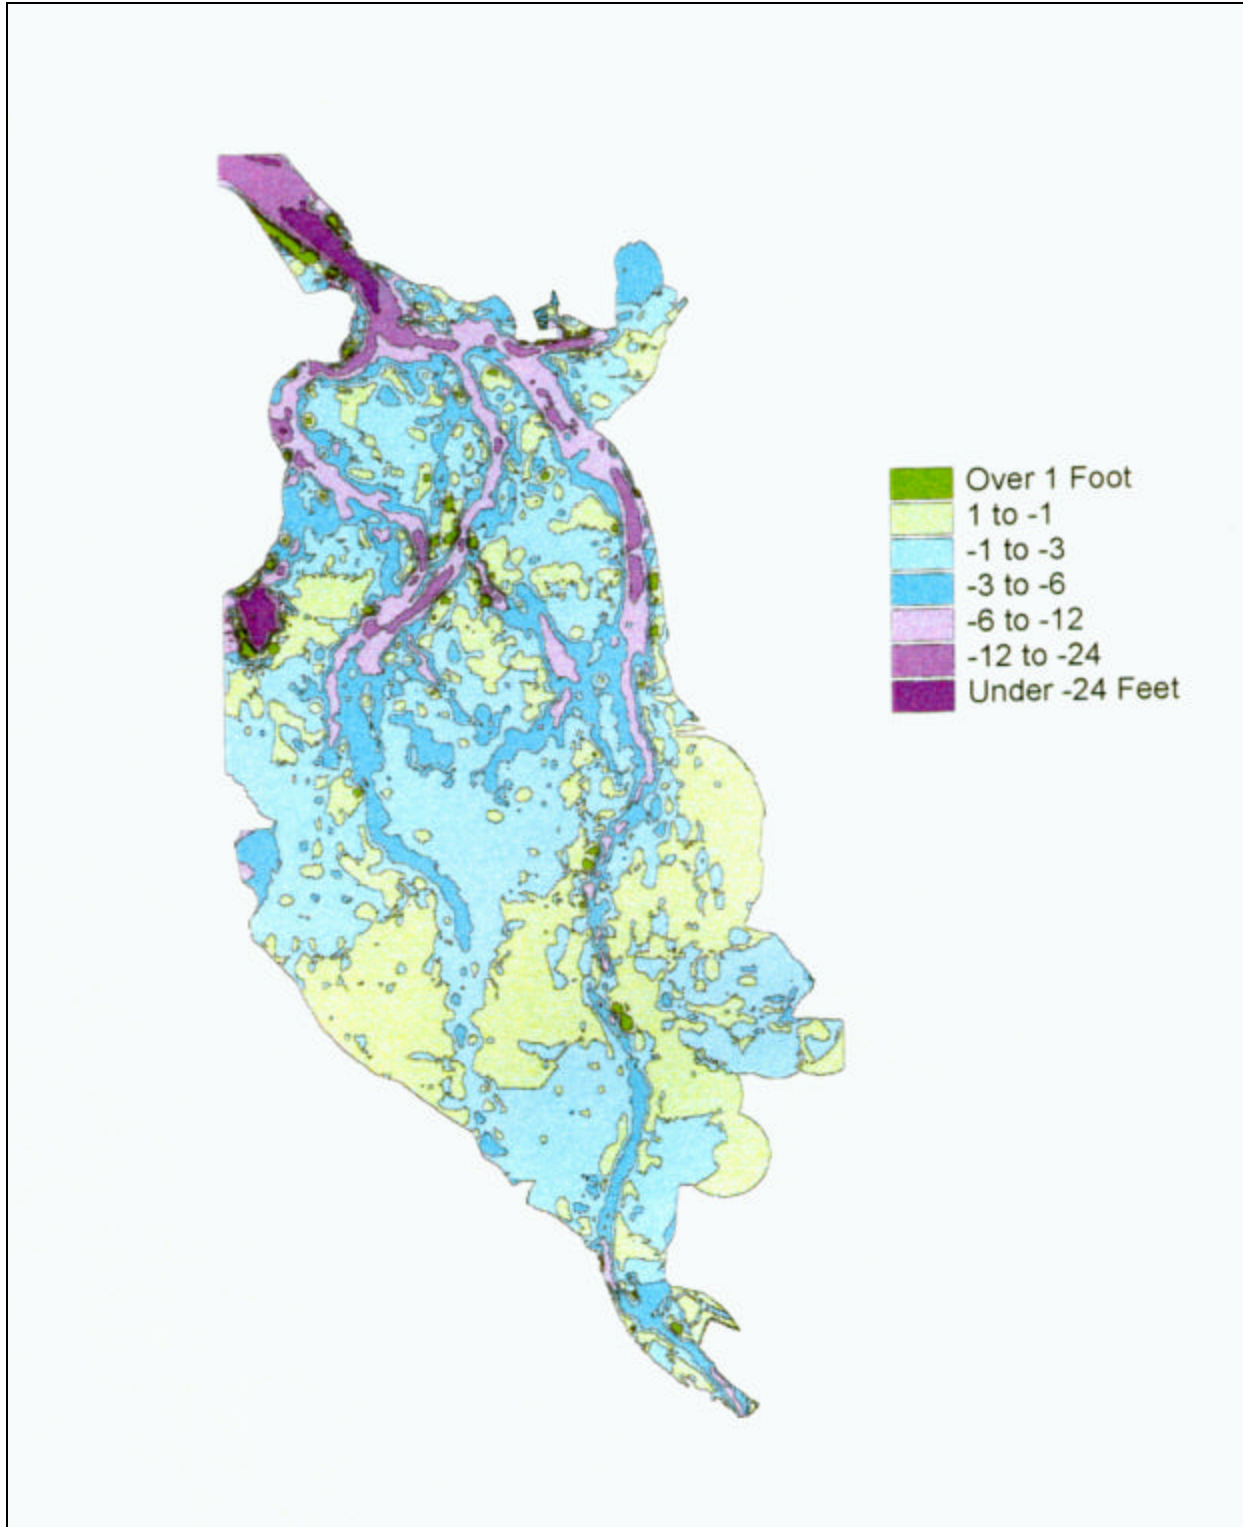 Over 1 Foot
1 to -1
-1 to -3
-3 to -6
-6 to -12
-12 to -24
Under -24 Feet